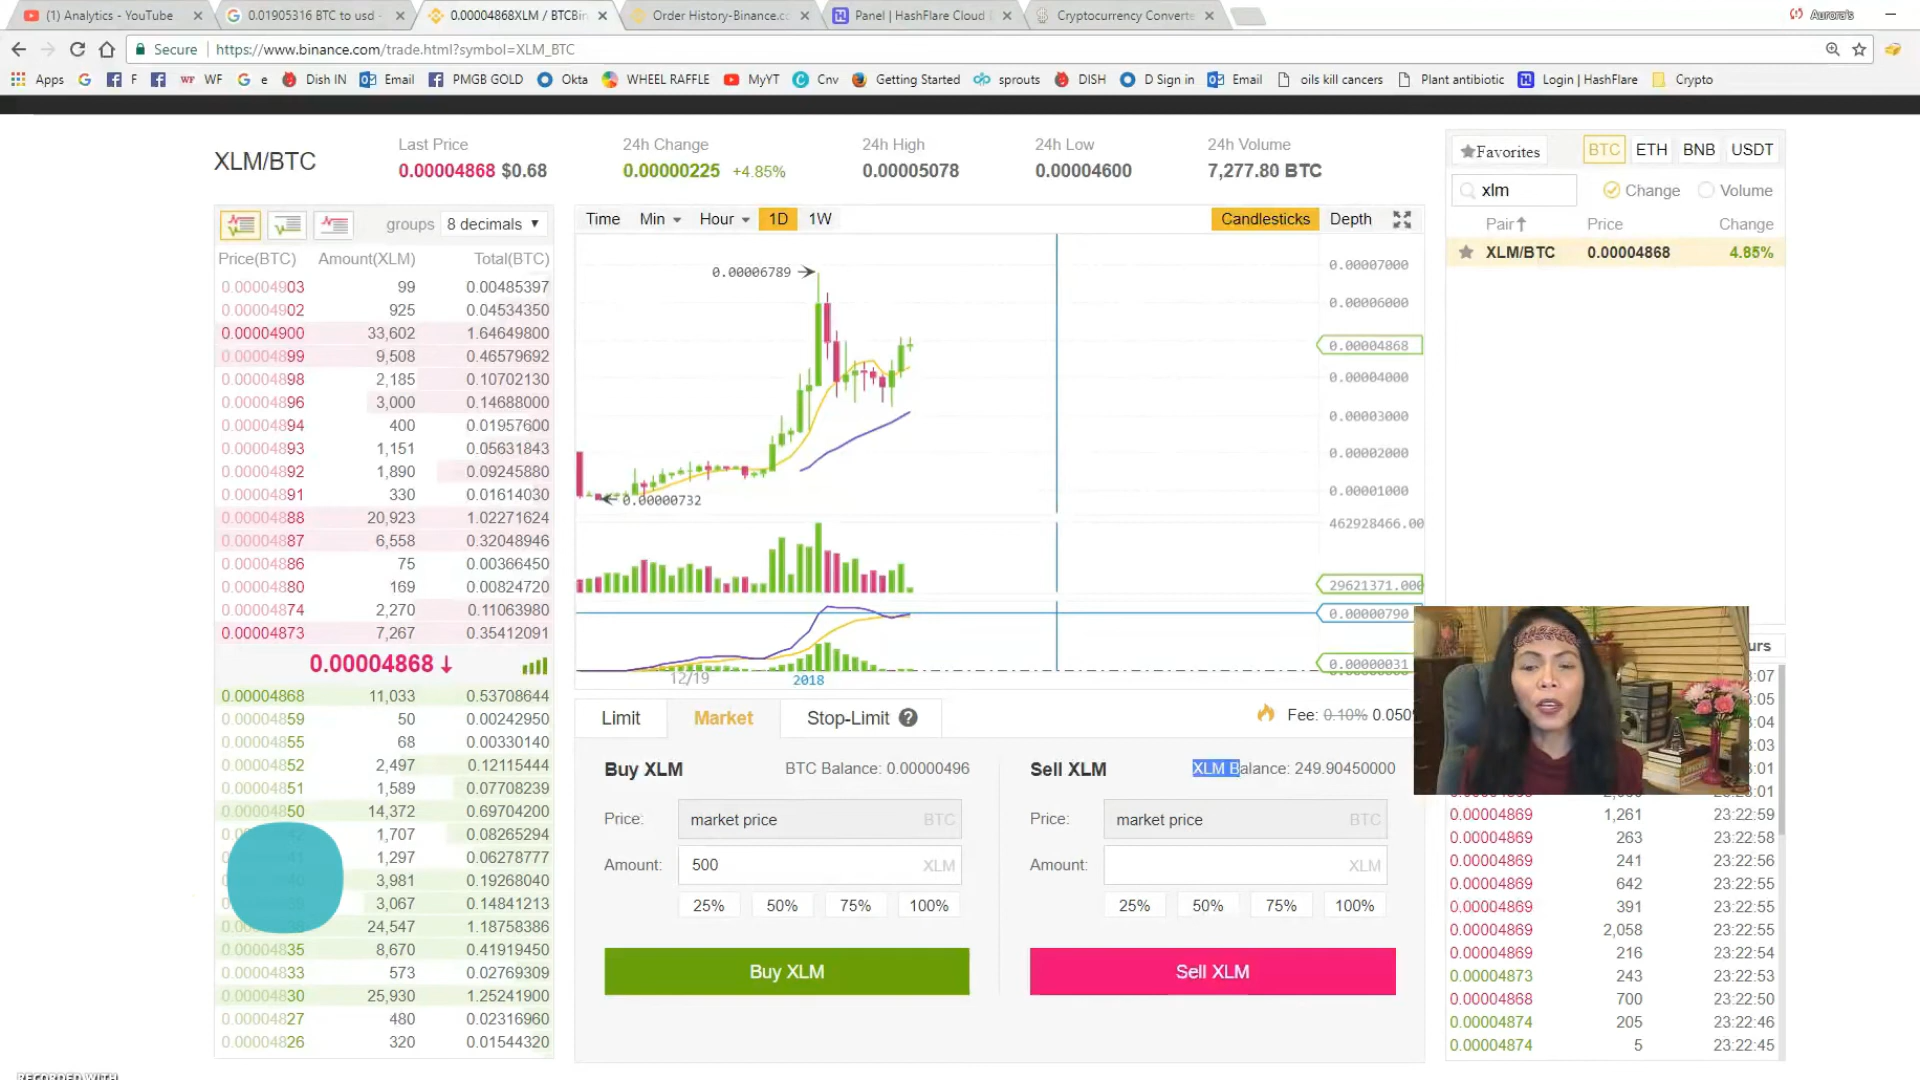 (1) Analytics - YouTube
0.01905316 BTC to usd -
0.00004868XLM / BTCBin
Order History-Binance.co
Panel | HashFlare Cloud
Cryptocurrency Converte
Aurora's
Secure
https://www.binance.com/trade.html?symbol=XLM_BTC
Apps
F
WF WF
e
Dish IN
Email
PMGB GOLD
Okta
WHEEL RAFFLE
MyYT
Cnv
Getting Started
sprouts
DISH
D Sign in
Email
oils kill cancers
Plant antibiotic
Login | HashFlare
Crypto
XLM/BTC
Last Price
0.00004868 $0.68
24h Change
0.00000225 +4.85%
24h High
0.00005078
24h Low
0.00004600
24h Volume
7,277.80 BTC
groups 8 decimals
Price(BTC) Amount(XLM) Total(BTC)
0.00004903 99 0.00485397
0.00004902 925 0.04534350
0.00004900 33,602 1.64649800
0.00004899 9,508 0.46579692
0.00004898 2,185 0.10702130
0.00004896 3,000 0.14688000
0.00004894 400 0.01957600
0.00004893 1,151 0.05631843
0.00004892 1,890 0.09245880
0.00004891 330 0.01614030
0.00004888 20,923 1.02271624
0.00004887 6,558 0.32048946
0.00004886 75 0.00366450
0.00004880 169 0.00824720
0.00004874 2,270 0.11063980
0.00004873 7,267 0.35412091
0.00004868↓
0.00004868 11,033 0.53708644
0.00004859 50 0.00242950
0.00004855 68 0.00330140
0.00004852 2,497 0.12115444
0.00004851 1,589 0.07708239
0.00004850 14,372 0.69704200
1,707 0.08265294
1,297 0.06278777
3,981 0.19268040
3,067 0.14841213
24,547 1.18758386
0.00004835 8,670 0.41919450
0.00004833 573 0.02769309
0.00004830 25,930 1.25241900
0.00004827 480 0.02316960
0.00004826 320 0.01544320
Time Min Hour 1D 1W
Candlesticks Depth
0.00006789
0.00000732
0.00007000
0.00006000
0.00004868
0.00004000
0.00003000
0.00002000
0.00001000
462928466.00
29621371.000
0.00000790
0.00000031
12/19
2018
Limit Market Stop-Limit ?
Fee: 0.10% 0.050
Buy XLM BTC Balance: 0.00000496
Price: market price BTC
Amount: 500 XLM
25% 50% 75% 100%
Buy XLM
Sell XLM XLM Balance: 249.90450000
Price: market price BTC
Amount: XLM
25% 50% 75% 100%
Sell XLM
Favorites BTC ETH BNB USDT
xlm Change Volume
Pair↑ Price Change
XLM/BTC 0.00004868 4.85%
urs
3:07
3:05
3:04
3:03
3:01
3:01
0.00004869 1,261 23:22:59
0.00004869 263 23:22:58
0.00004869 241 23:22:56
0.00004869 642 23:22:55
0.00004869 391 23:22:55
0.00004869 2,058 23:22:55
0.00004869 216 23:22:54
0.00004873 243 23:22:53
0.00004868 700 23:22:50
0.00004874 205 23:22:46
0.00004874 5 23:22:45
RECORDED WITH